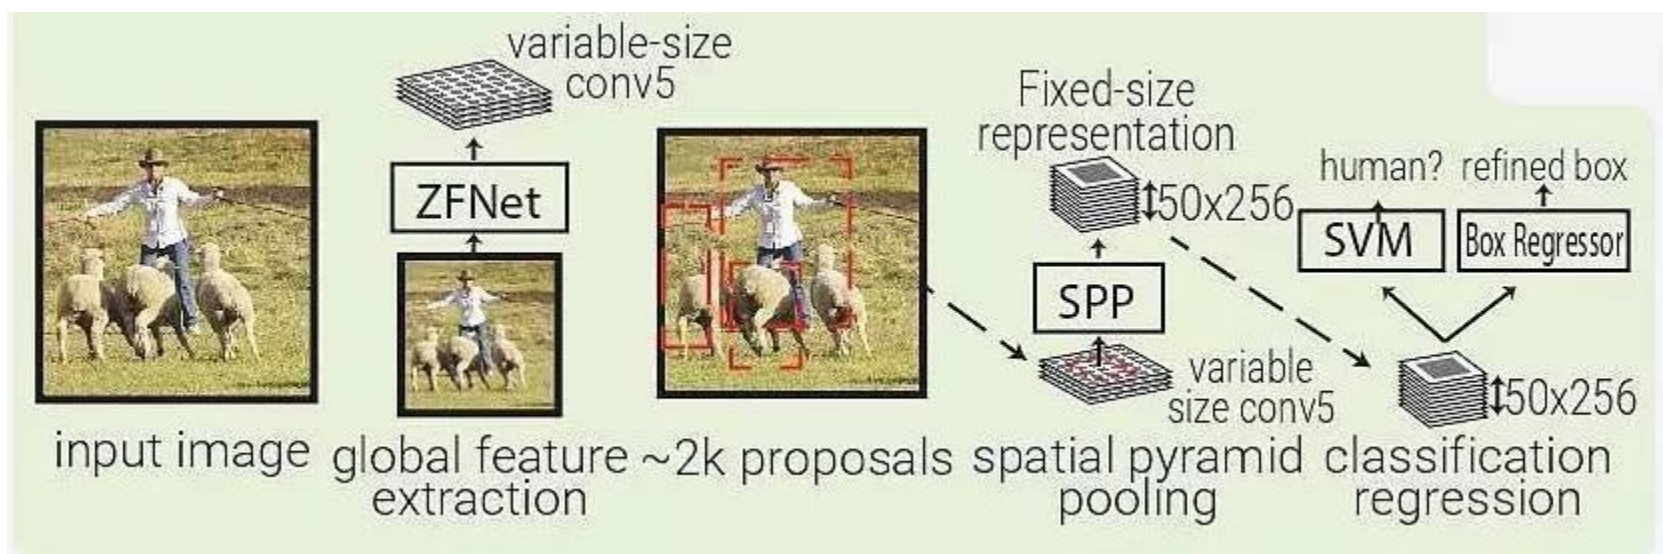 variable-size
conv5
ZFNet
Fixed-size
representation
50x256
SPP
variable
size conv5
human?
refined box
SVM
Box Regressor
50x256
input image
global feature
extraction
~2k proposals
spatial pyramid
pooling
classification
regression